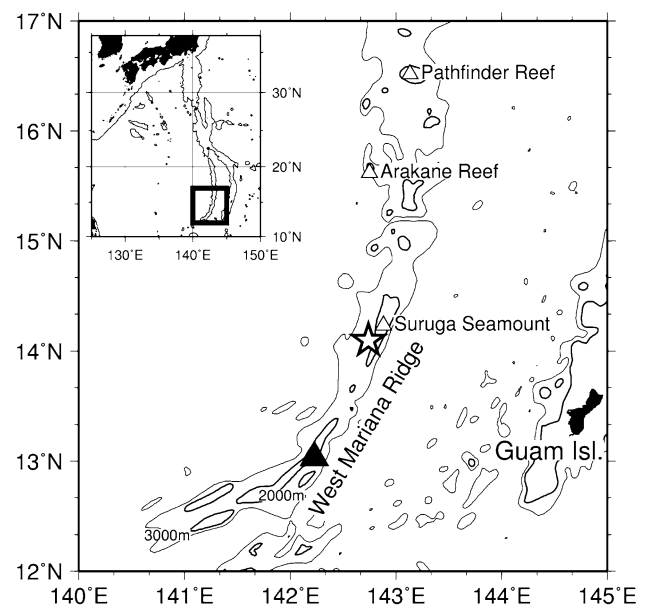 17˚N
16˚N
15˚N
14˚N
13˚N
12˚N
30˚N
20˚N
10˚N
130˚E
140˚E
150˚E
Pathfinder Reef
Arakane Reef
Suruga Seamount
West Mariana Ridge
Guam Isl.
2000m
3000m
140˚E
141˚E
142˚E
143˚E
144˚E
145˚E